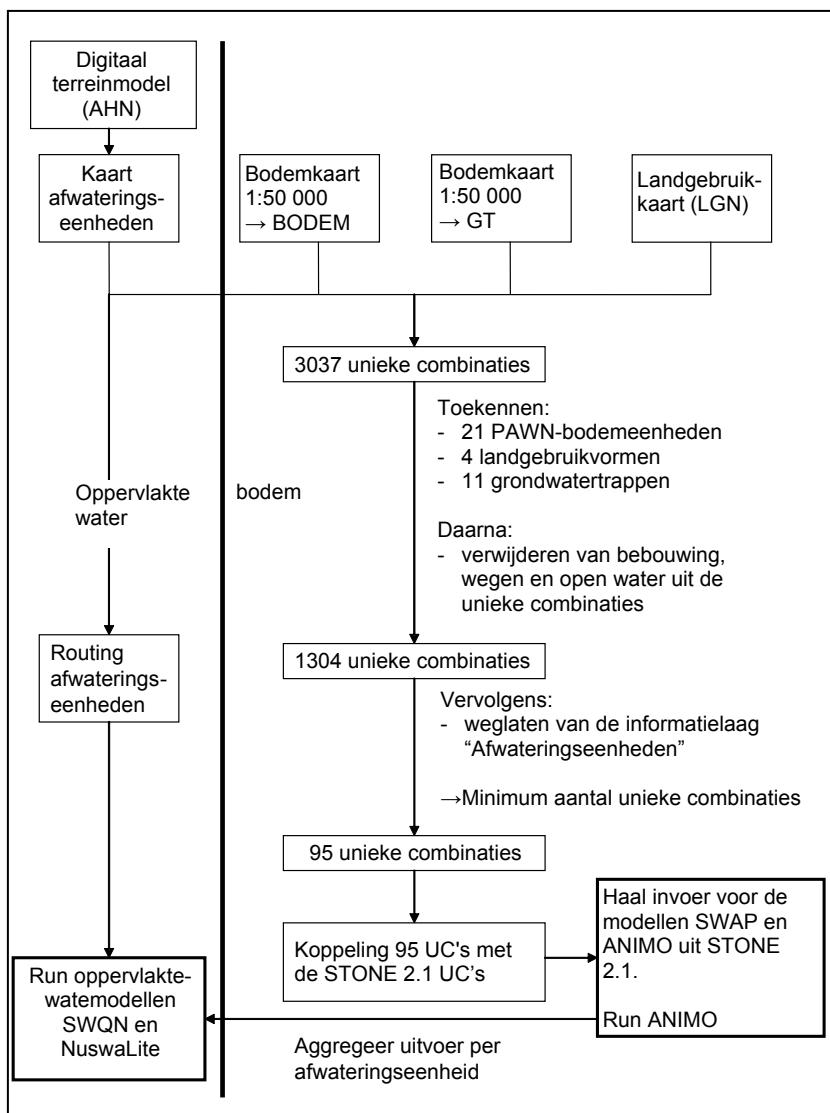 Digitaal
terreinmodel
(AHN)
Kaart
afwaterings-
eenheden
Bodemkaart
1:50 000
→ BODEM
Bodemkaart
1:50 000
→ GT
Landgebruik-
kaart (LGN)
3037 unieke combinaties
Toekennen:
- 21 PAWN-bodemeenheden
- 4 landgebruikvormen
- 11 grondwatertrappen
Oppervlakte
water
bodem
Daarna:
- verwijderen van bebouwing,
wegen en open water uit de
unieke combinaties
Routing
afwaterings-
eenheden
1304 unieke combinaties
Vervolgens:
- weglaten van de informatielaag
“Afwateringseenheden”
→Minimum aantal unieke combinaties
95 unieke combinaties
Koppeling 95 UC's met
de STONE 2.1 UC’s
Haal invoer voor de
modellen SWAP en
ANIMO uit STONE
2.1.
Run ANIMO
Run oppervlakte-
watemodellen
SWQN en
NuswaLite
Aggregeer uitvoer per
afwateringseenheid